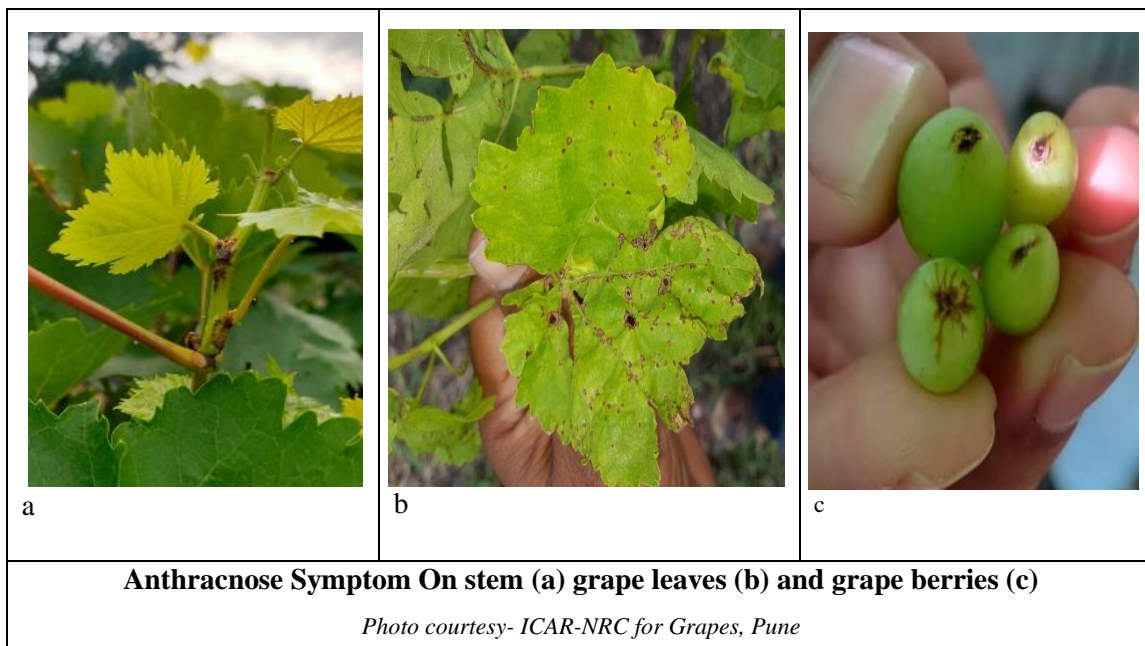 a
b
c
Anthracnose Symptom On stem (a) grape leaves (b) and grape berries (c)
Photo courtesy- ICAR-NRC for Grapes, Pune